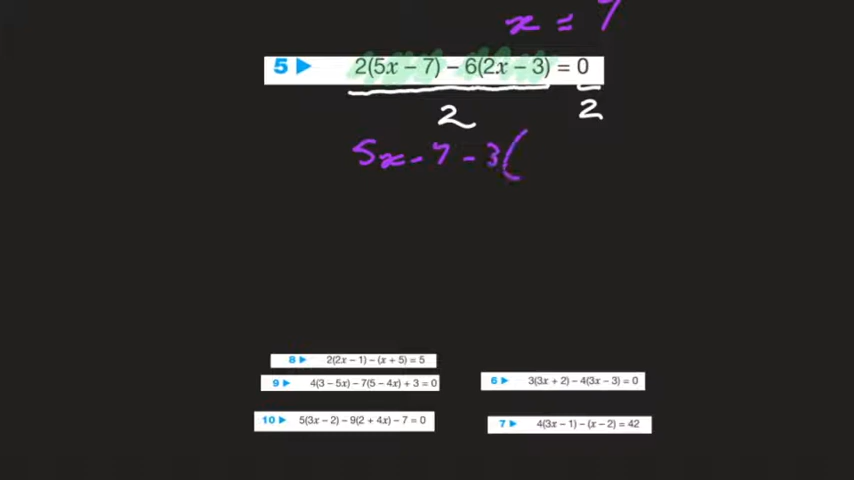 x = 7
5 ▶ 2(5x – 7) – 6(2x – 3) = 0
2 2
5x - 7 - 3(
8 ▶ 2(2x – 1) – (x + 5) = 5
9 ▶ 4(3 – 5x) – 7(5 – 4x) + 3 = 0
6 ▶ 3(3x + 2) – 4(3x – 3) = 0
10 ▶ 5(3x – 2) – 9(2 + 4x) – 7 = 0
7 ▶ 4(3x – 1) – (x – 2) = 42